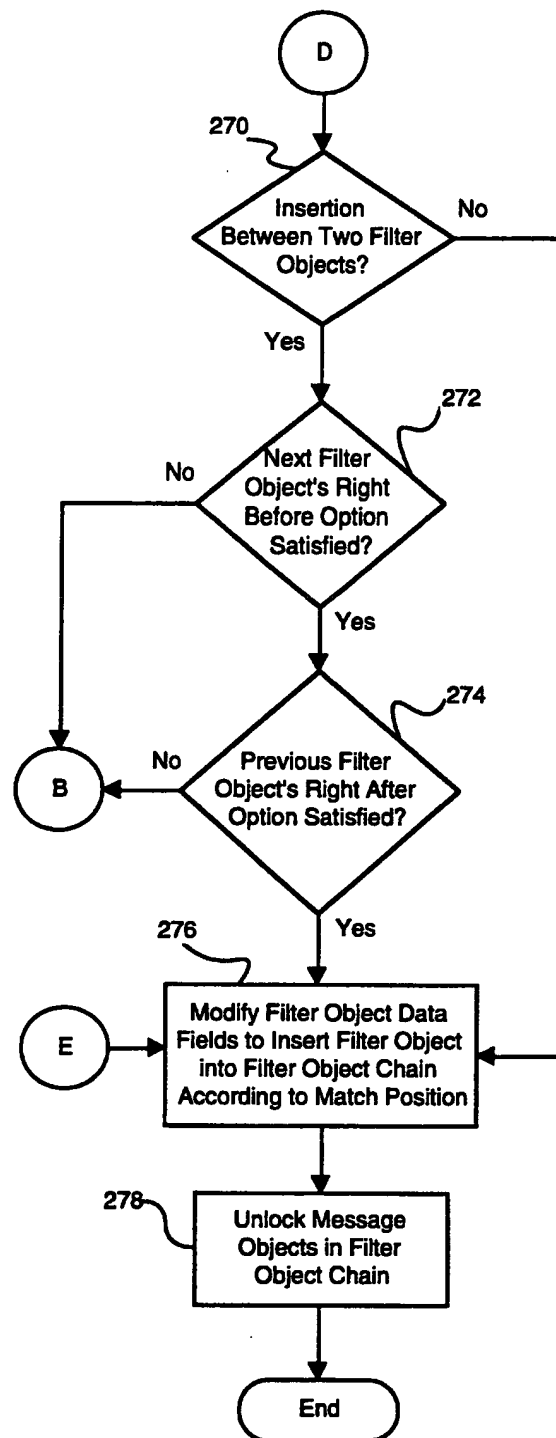 D
270
Insertion
Between Two Filter
Objects?
No
Yes
272
Next Filter
Object's Right
Before Option
Satisfied?
No
Yes
274
Previous Filter
Object's Right After
Option Satisfied?
No
B
Yes
276
Modify Filter Object Data
Fields to Insert Filter Object
into Filter Object Chain
According to Match Position
E
278
Unlock Message
Objects in Filter
Object Chain
End